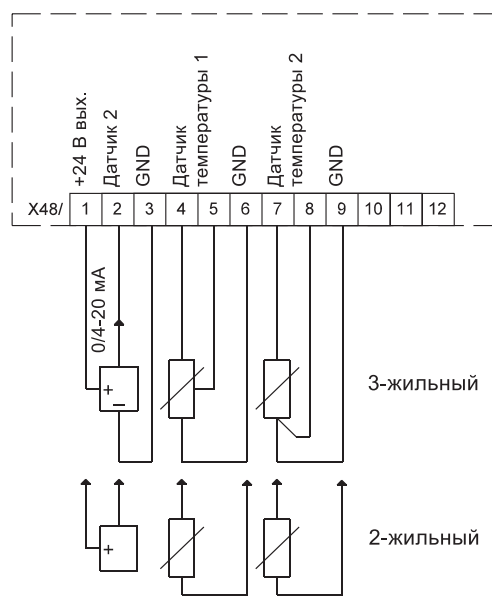 +24 В вых.
Датчик 2
GND
Датчик
температуры 1
GND
Датчик
температуры 2
GND
X48/ 1 2 3 4 5 6 7 8 9 10 11 12
0/4-20 мА
+
−
3-жильный
+
2-жильный